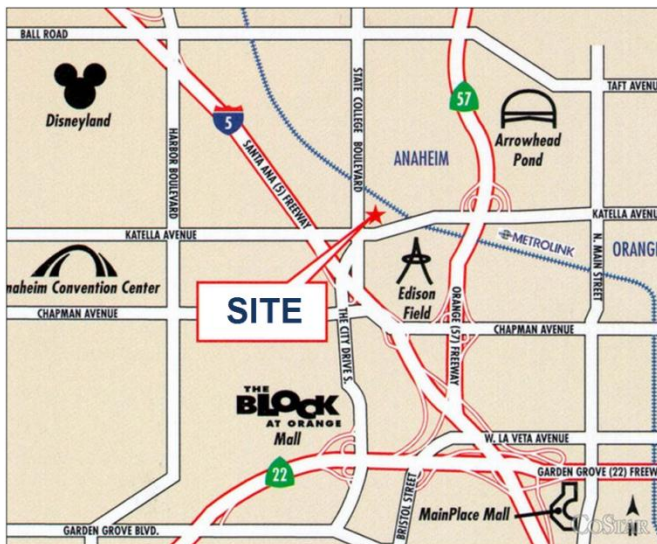 BALL ROAD
Disneyland
HARBOR BOULEVARD
5
SANTA ANA (5) FREEWAY
STATE COLLEGE
BOULEVARD
57
ANAHEIM
Arrowhead
Pond
TAFT AVENUE
KATELLA AVENUE
KATELLA AVENUE
METROLINK
N. MAIN STREET
ORANGE
naheim Convention Center
SITE
Edison
Field
ORANGE (57) FREEWAY
CHAPMAN AVENUE
CHAPMAN AVENUE
THE CITY DRIVE S.
THE
BLOCK
AT ORANGE
Mall
W. LA VETA AVENUE
22
GARDEN GROVE (22) FREEW
BRISTOL STREET
MainPlace Mall
GARDEN GROVE BLVD.
N
CoStar